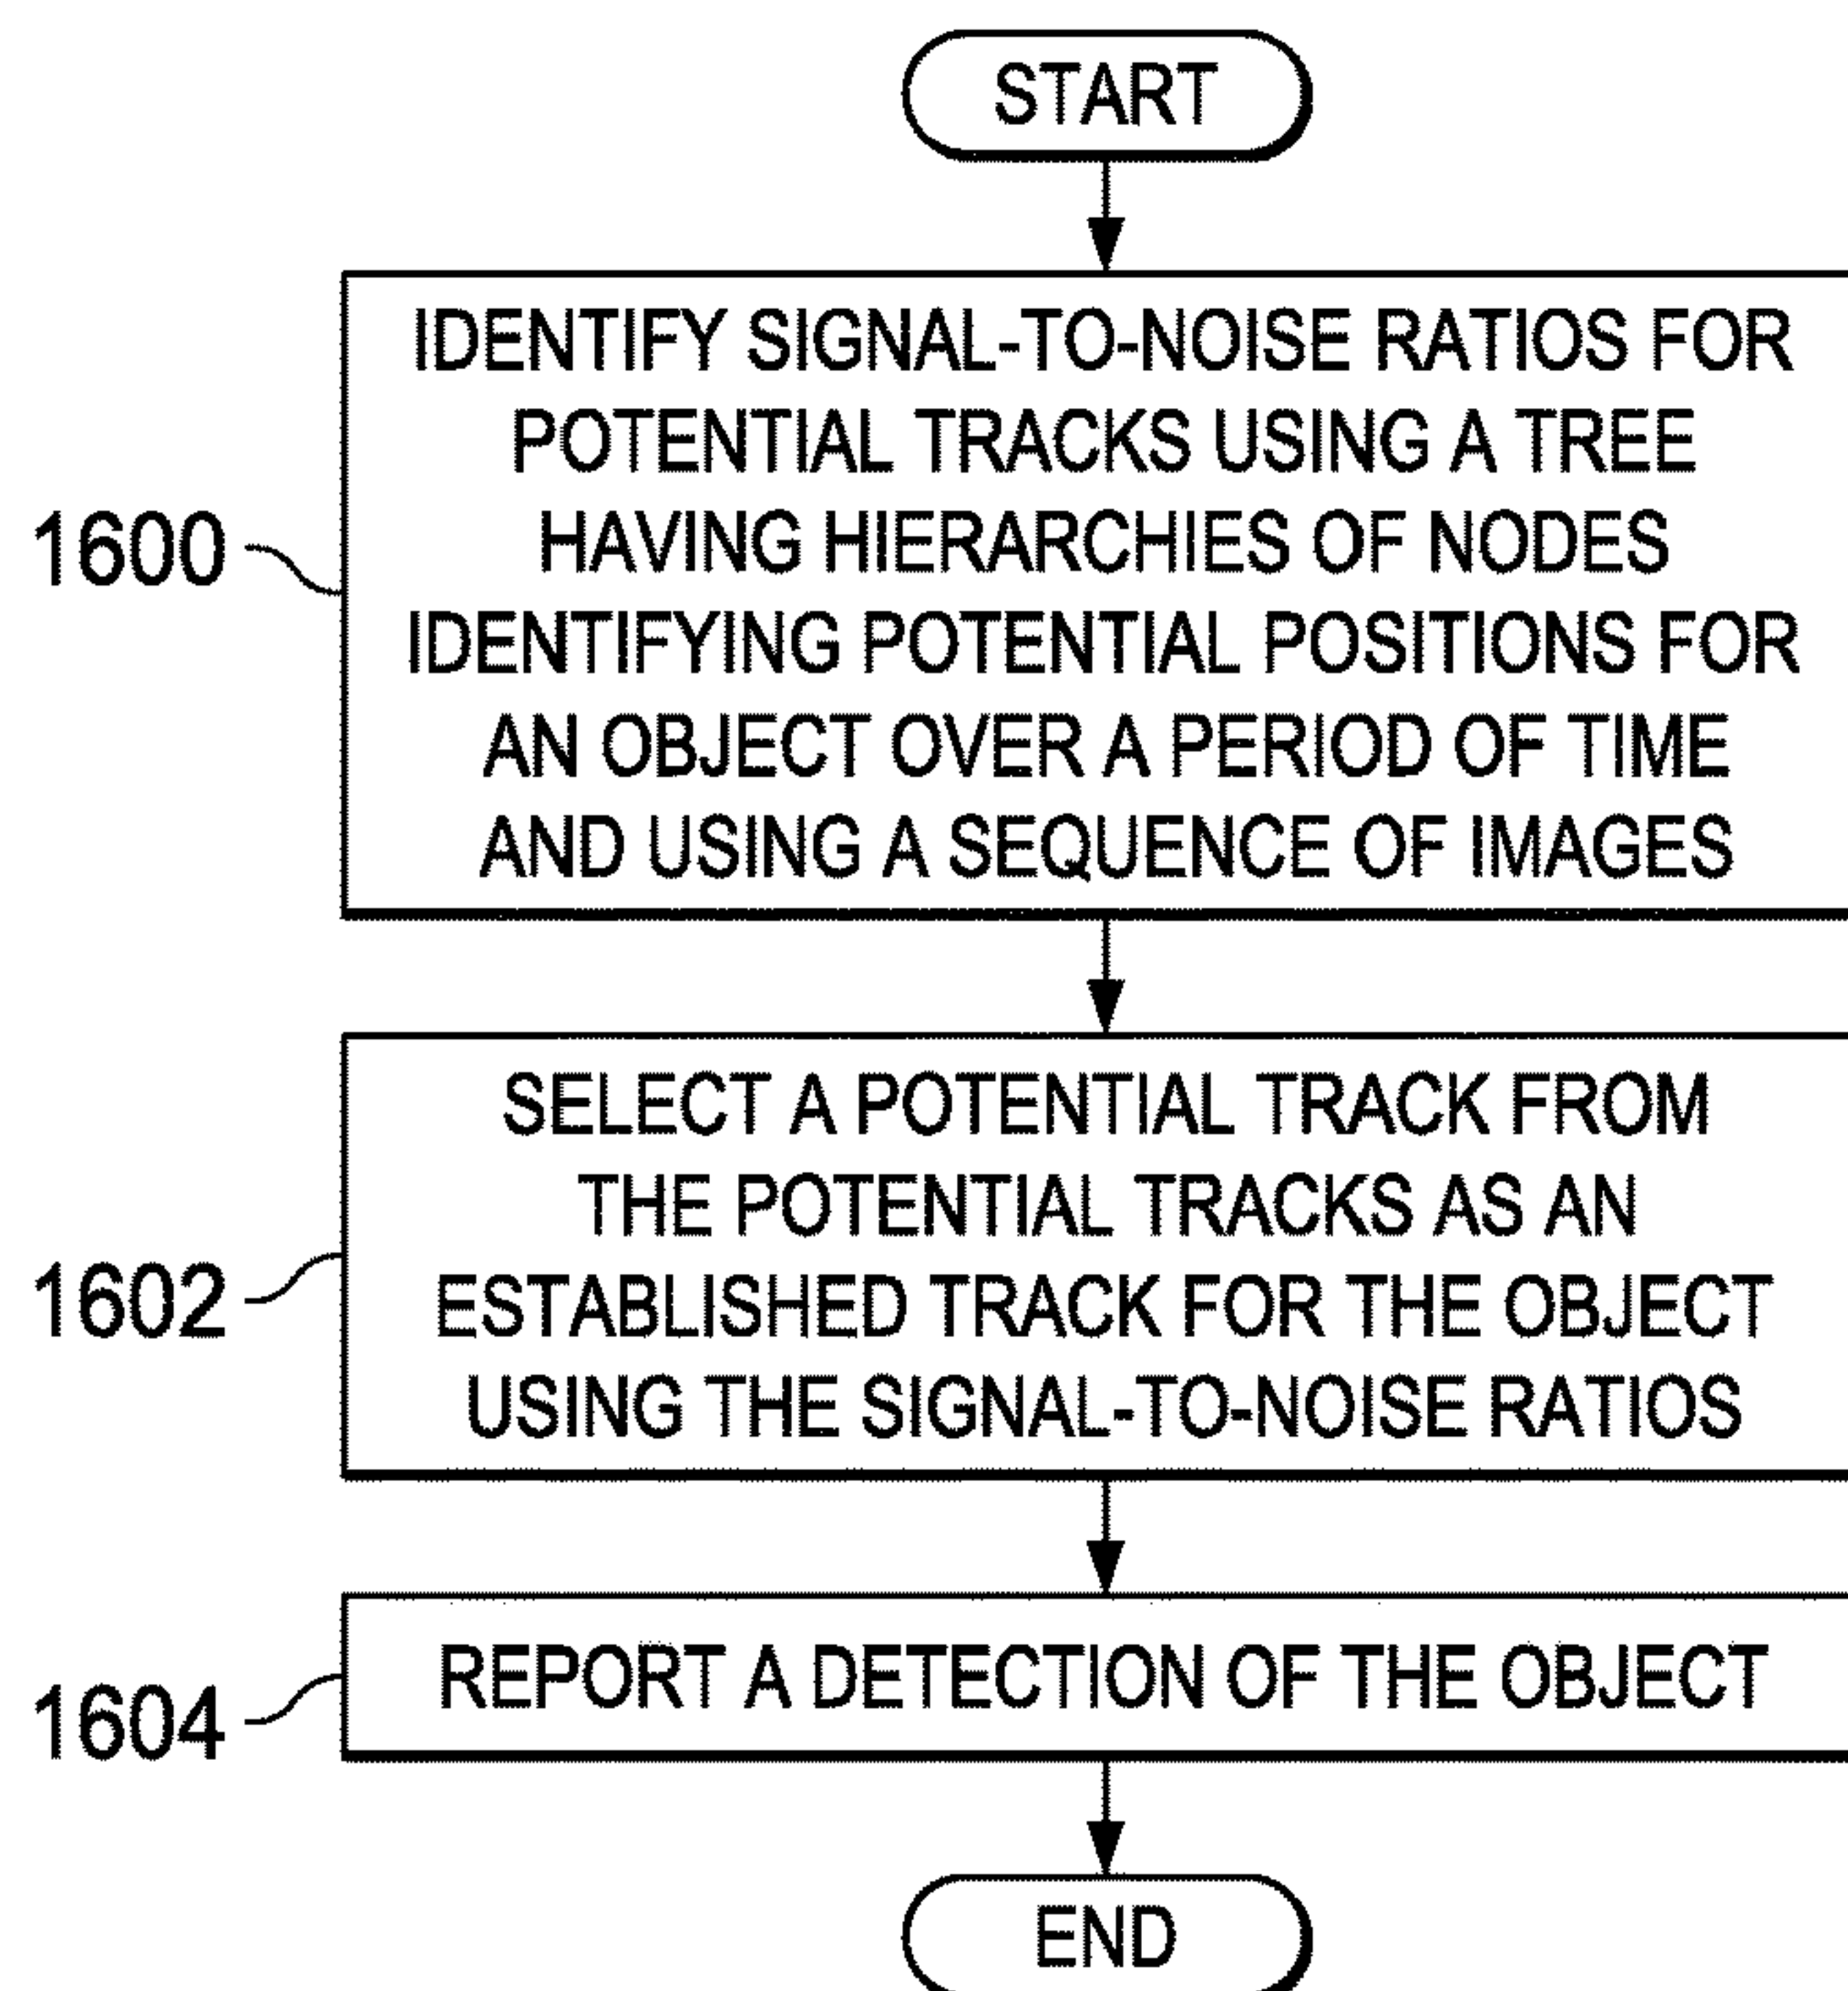 START
IDENTIFY SIGNAL-TO-NOISE RATIOS FOR
POTENTIAL TRACKS USING A TREE
HAVING HIERARCHIES OF NODES
IDENTIFYING POTENTIAL POSITIONS FOR
AN OBJECT OVER A PERIOD OF TIME
AND USING A SEQUENCE OF IMAGES
1600
SELECT A POTENTIAL TRACK FROM
THE POTENTIAL TRACKS AS AN
ESTABLISHED TRACK FOR THE OBJECT
USING THE SIGNAL-TO-NOISE RATIOS
1602
REPORT A DETECTION OF THE OBJECT
1604
END